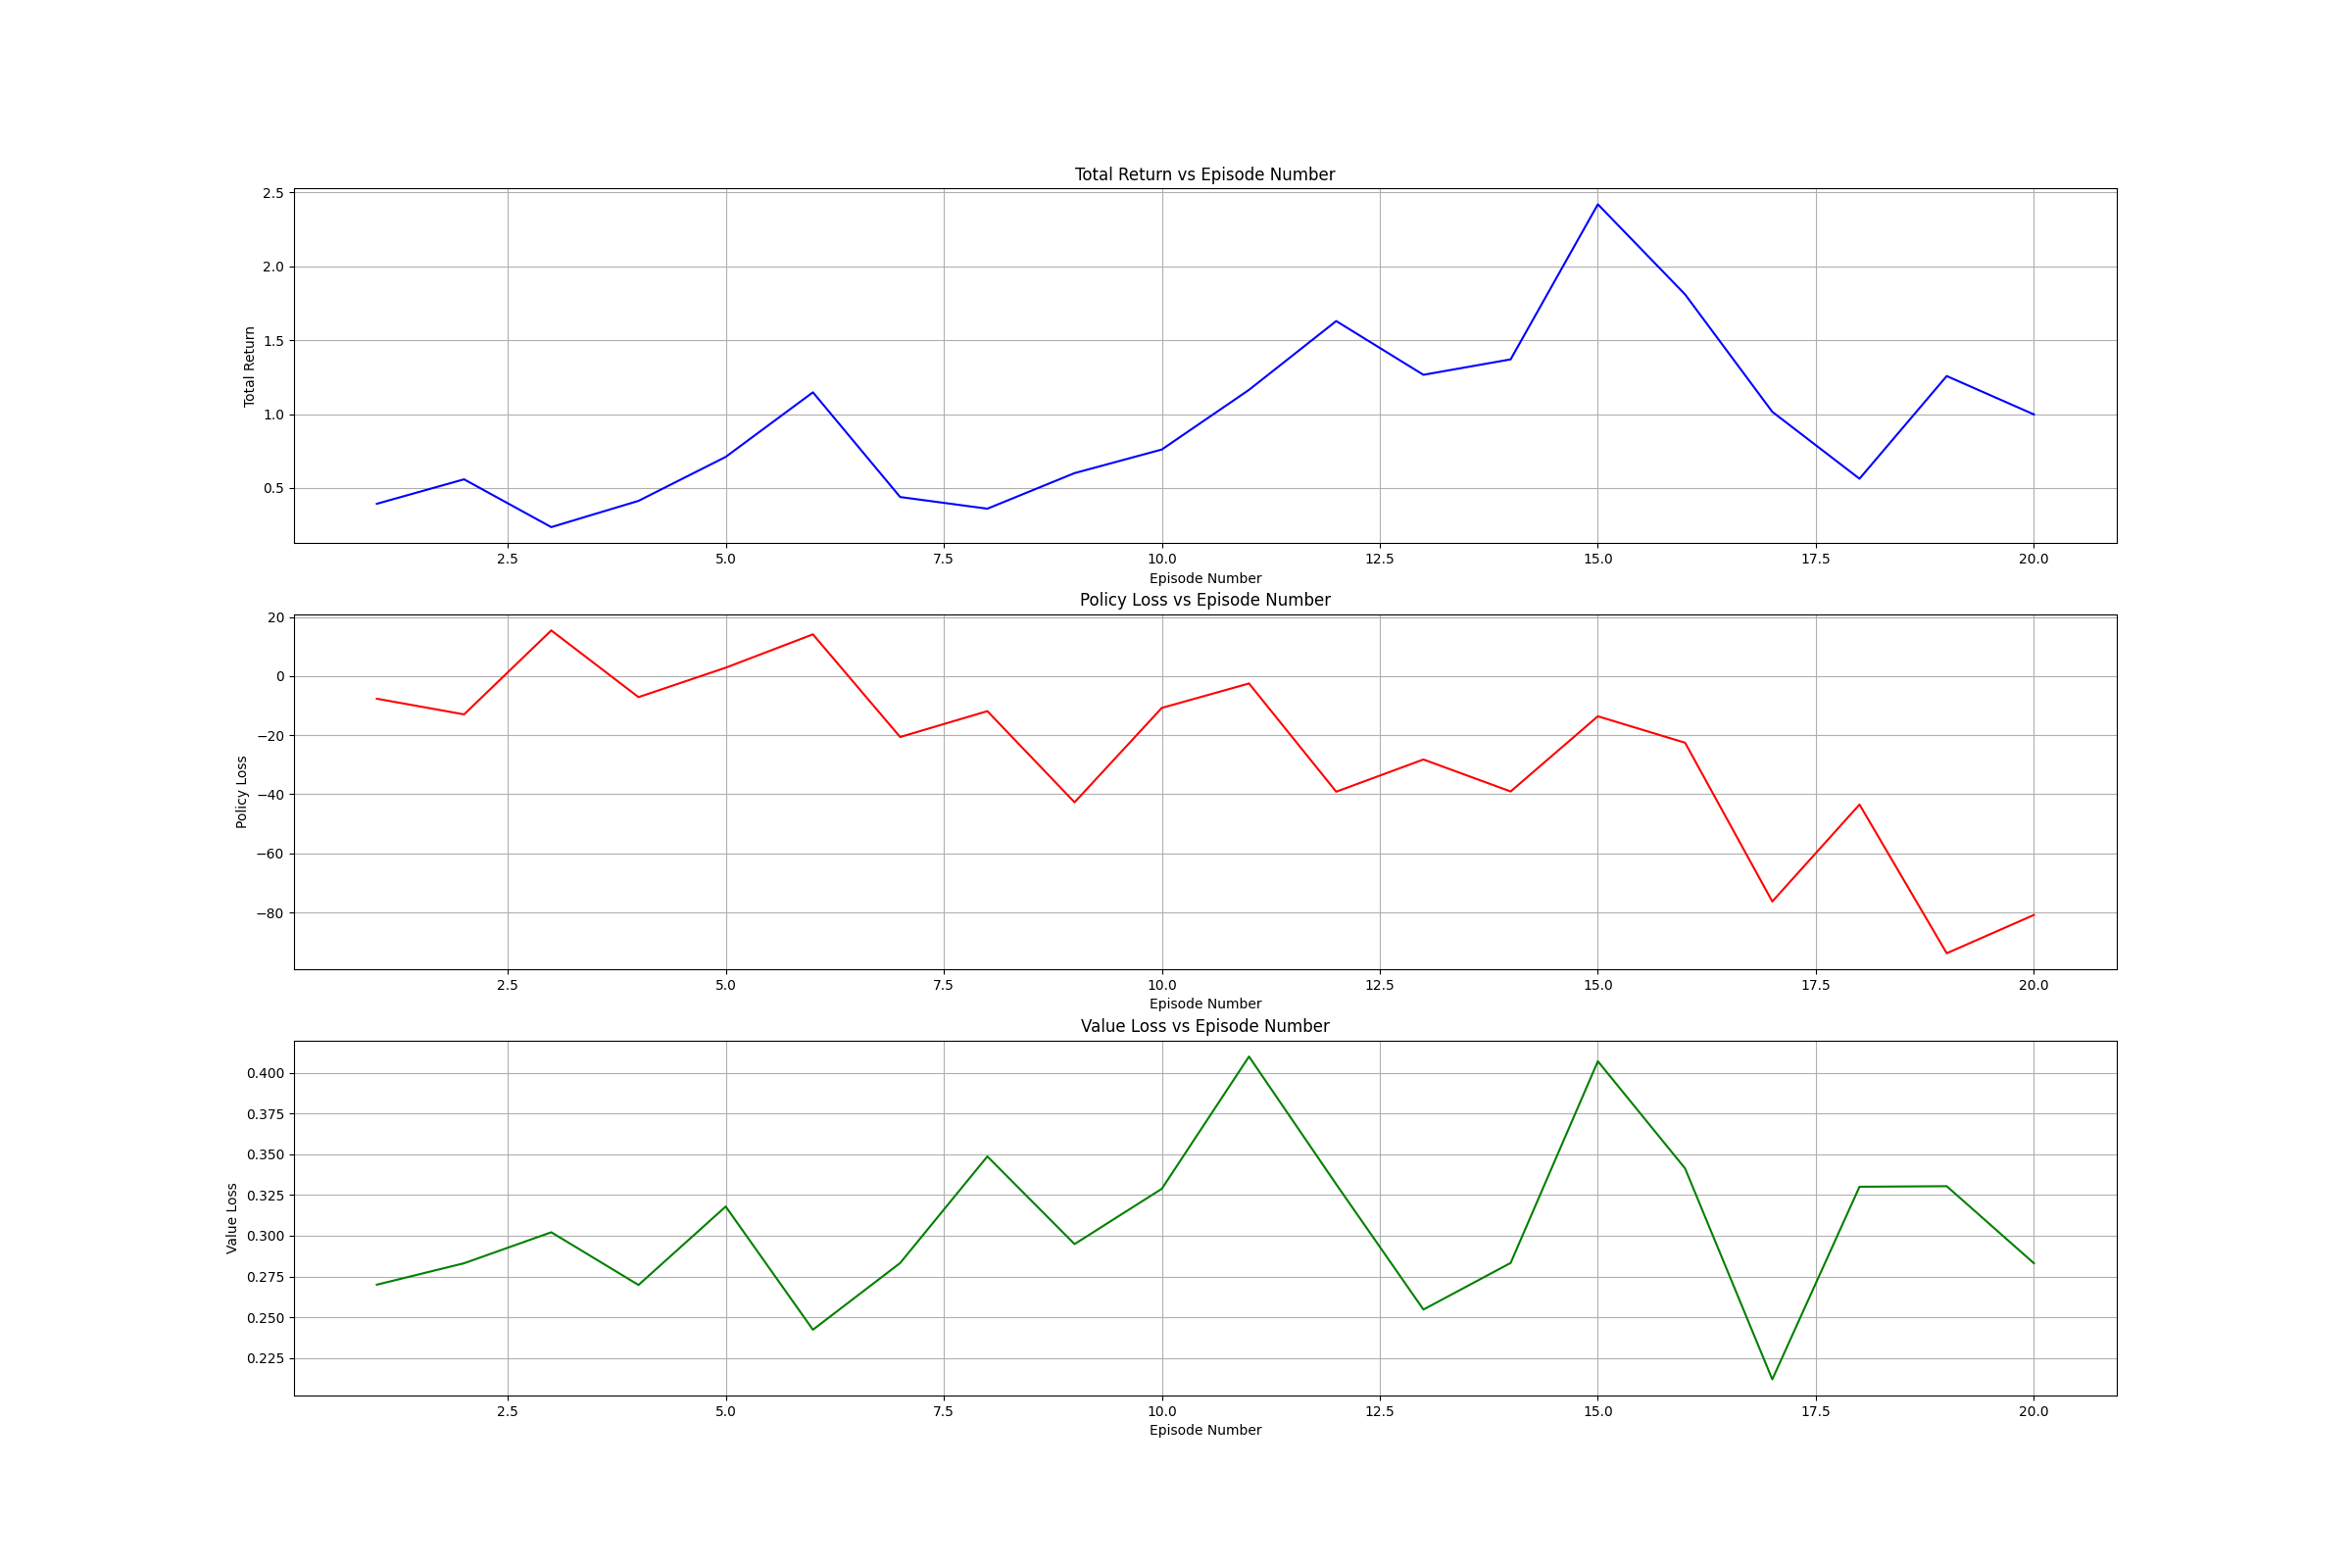 Total Return vs Episode Number
2.5
2.0
1.5
1.0
0.5
Total Return
2.5 5.0 7.5 10.0 12.5 15.0 17.5 20.0
Episode Number
Policy Loss vs Episode Number
20
0
−20
−40
−60
−80
Policy Loss
2.5 5.0 7.5 10.0 12.5 15.0 17.5 20.0
Episode Number
Value Loss vs Episode Number
0.400
0.375
0.350
0.325
0.300
0.275
0.250
0.225
Value Loss
2.5 5.0 7.5 10.0 12.5 15.0 17.5 20.0
Episode Number